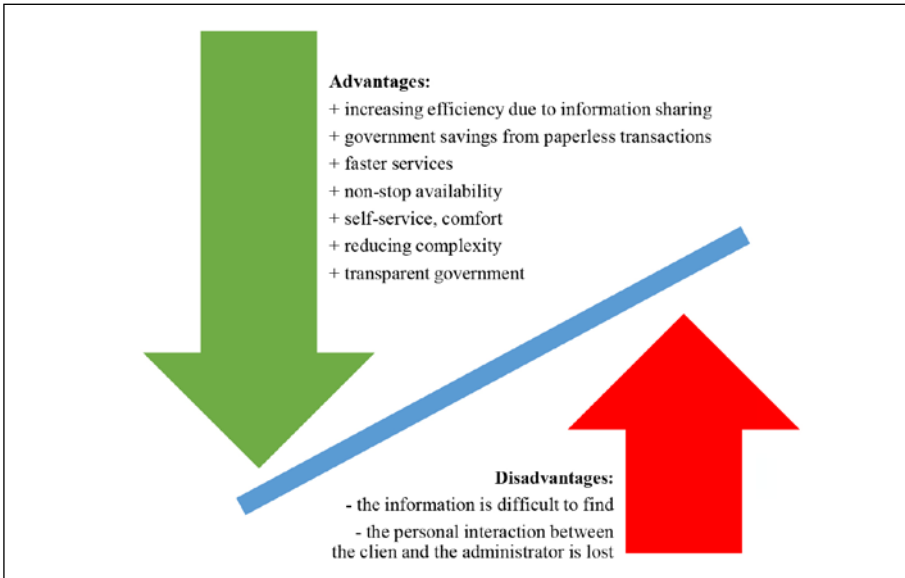 Advantages:
+ increasing efficiency due to information sharing
+ government savings from paperless transactions
+ faster services
+ non-stop availability
+ self-service, comfort
+ reducing complexity
+ transparent government
Disadvantages:
- the information is difficult to find
- the personal interaction between
the clien and the administrator is lost